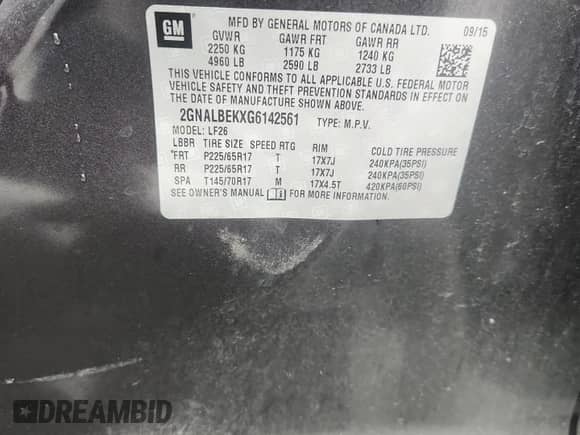 GM
MFD BY GENERAL MOTORS OF CANADA LTD. 09/15
GVWR GAWR FRT GAWR RR
2250 KG 1175 KG 1240 KG
4960 LB 2590 LB 2733 LB
THIS VEHICLE CONFORMS TO ALL APPLICABLE U.S. FEDERAL MOTOR
VEHICLE SAFETY AND THEFT PREVENTION STANDARDS IN EFFECT ON
THE DATE OF MANUFACTURE SHOWN ABOVE.
2GNALBEKXG6142561 TYPE: M.P.V.
MODEL: LF26
LBBR TIRE SIZE SPEED RTG RIM COLD TIRE PRESSURE
FRT P225/65R17 T 17X7J 240KPA(35PSI)
RR P225/65R17 T 17X7J 240KPA(35PSI)
SPA T145/70R17 M 17X4.5T 420KPA(60PSI)
SEE OWNER'S MANUAL FOR MORE INFORMATION.
DREAMBID